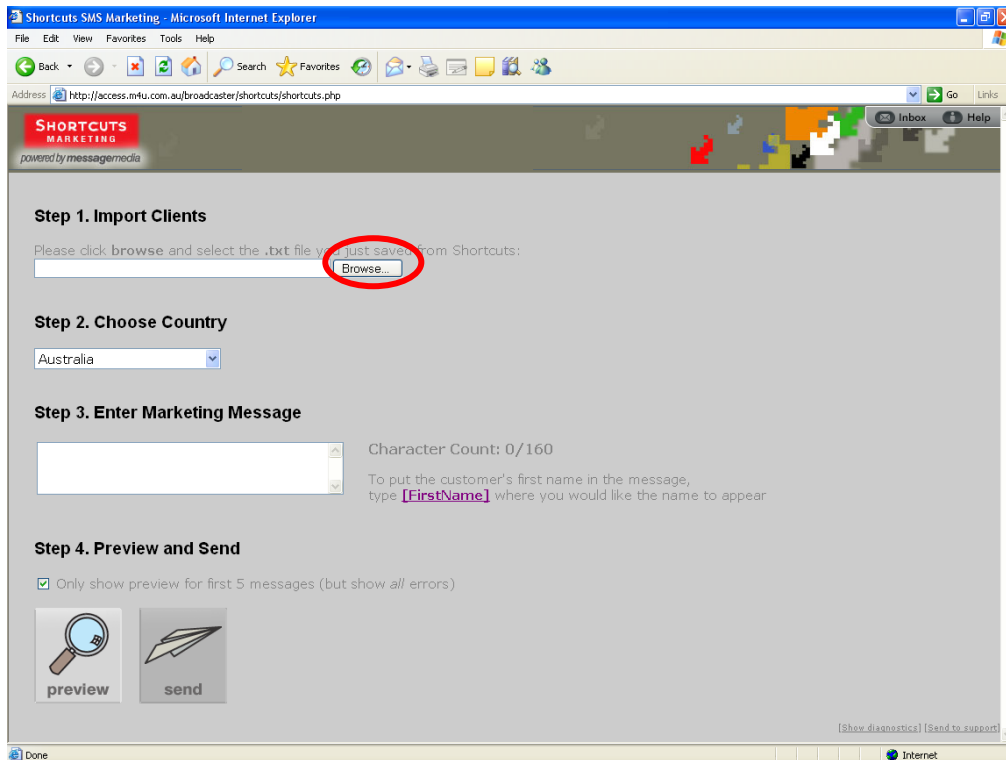 Shortcuts SMS Marketing - Microsoft Internet Explorer
File Edit View Favorites Tools Help
Back Search Favorites
Address http://access.m4u.com.au/broadcaster/shortcuts/shortcuts.php Go Links
Inbox Help
SHORTCUTS
MARKETING
powered by messagemedia
Step 1. Import Clients
Please click browse and select the .txt file you just saved from Shortcuts:
Browse...
Step 2. Choose Country
Australia
Step 3. Enter Marketing Message
Character Count: 0/160
To put the customer's first name in the message,
type [FirstName] where you would like the name to appear
Step 4. Preview and Send
Only show preview for first 5 messages (but show all errors)
preview send
[Show diagnostics] [Send to support]
Done Internet